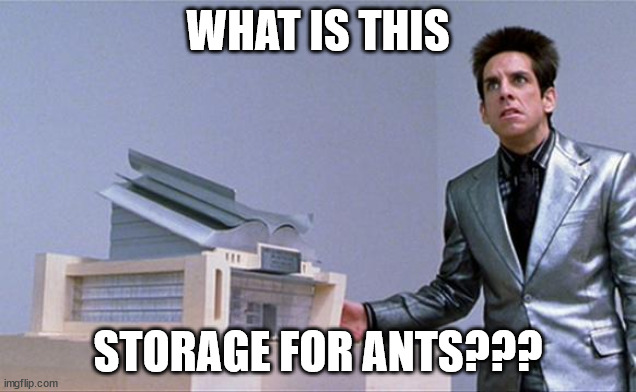 WHAT IS THIS
STORAGE FOR ANTS???
imgflip.com